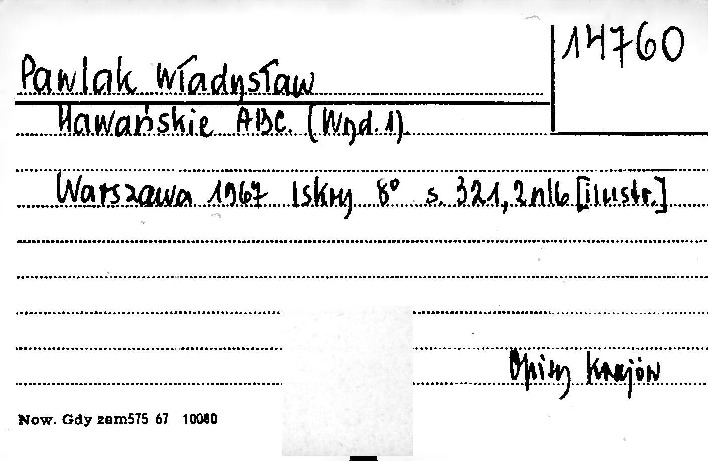 14760
Pawlak Władysław
Hawańskie ABC. (Wyd. 1).
Warszawa 1967 Iskry 8° s. 321, 2nlb [ilustr.]
Opisy krajów
Now. Gdy zam575 67 10040